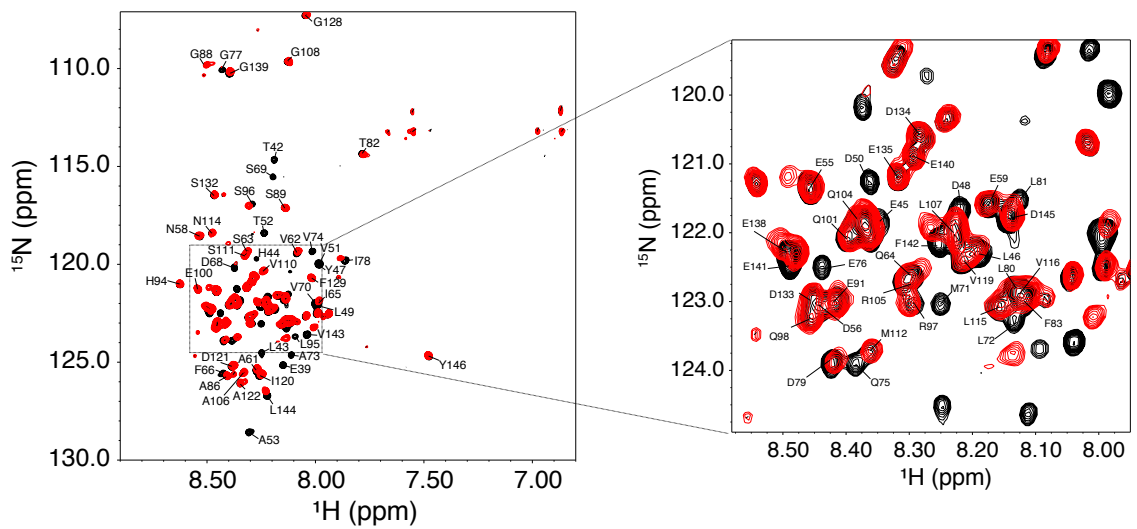 G128
G88
G77
G108
G139
110.0
T42
115.0
S69
T82
S132
S96
S89
N58
N114
T52
V74
S63
V62
V51
S111
H44
D68
Y47
I78
120.0
V110
F129
H94
E100
I65
V70
L49
V143
L43
L95
125.0
D121
A61
A73
Y146
F66
E39
A86
I120
A106
A122
L144
A53
130.0
8.50
8.00
7.50
7.00
¹H (ppm)
¹⁵N (ppm)
120.0
D134
E135
E140
121.0
E55
D50
D48
E59
L81
Q104
E45
L107
D145
Q101
122.0
E138
F142
L46
E141
E76
Q64
L80
V116
V119
R105
M71
D133
E91
123.0
R97
L115
F83
D56
Q98
L72
M112
D79
Q75
124.0
8.50
8.40
8.30
8.20
8.10
8.00
¹H (ppm)
¹⁵N (ppm)